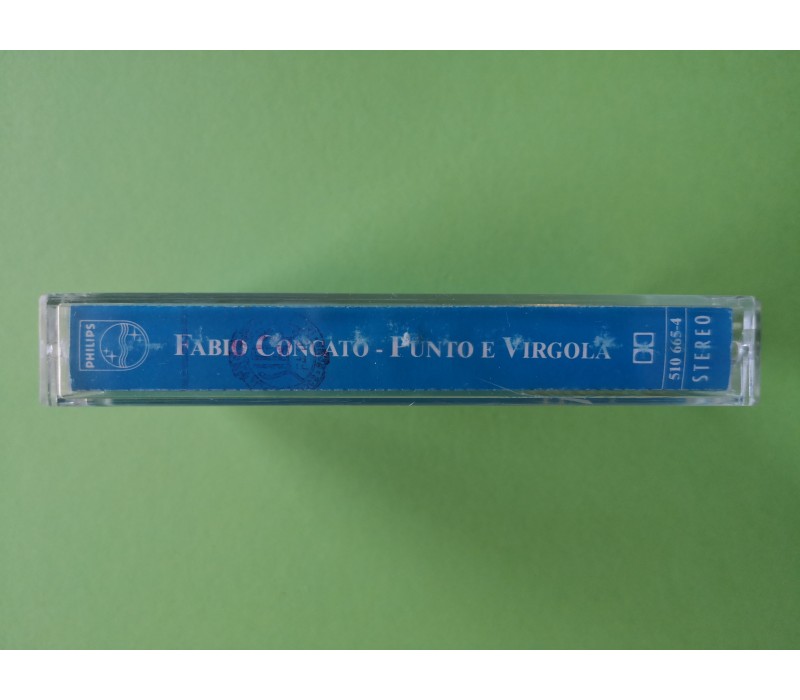 PHILIPS
FABIO CONCATO - PUNTO E VIRGOLA
510 665-4
STEREO